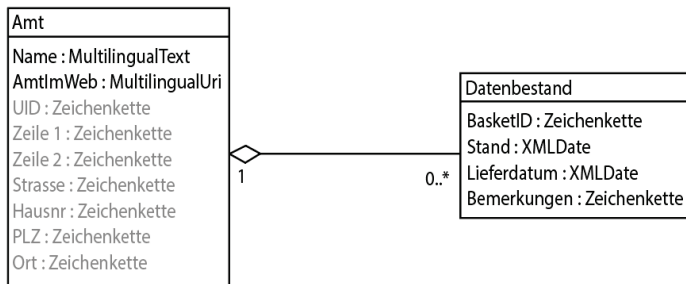 Amt
Name : MultilingualText
AmtImWeb : MultilingualUri
UID : Zeichenkette
Zeile 1 : Zeichenkette
Zeile 2 : Zeichenkette
Strasse : Zeichenkette
Hausnr : Zeichenkette
PLZ : Zeichenkette
Ort : Zeichenkette
1
0..*
Datenbestand
BasketID : Zeichenkette
Stand : XMLDate
Lieferdatum : XMLDate
Bemerkungen : Zeichenkette